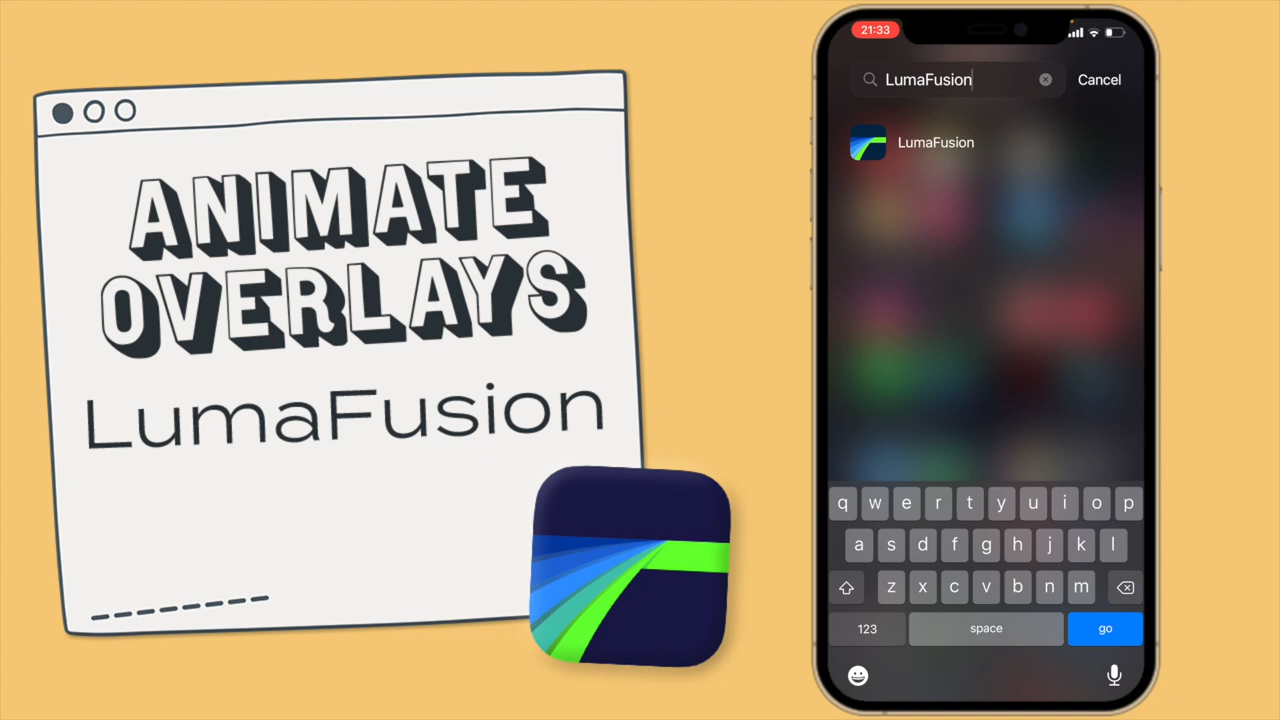 ANIMATE
OVERLAYS
LumaFusion
21:33
LumaFusion
Cancel
LumaFusion
q w e r t y u i o p
a s d f g h j k l
z x c v b n m
123 space go